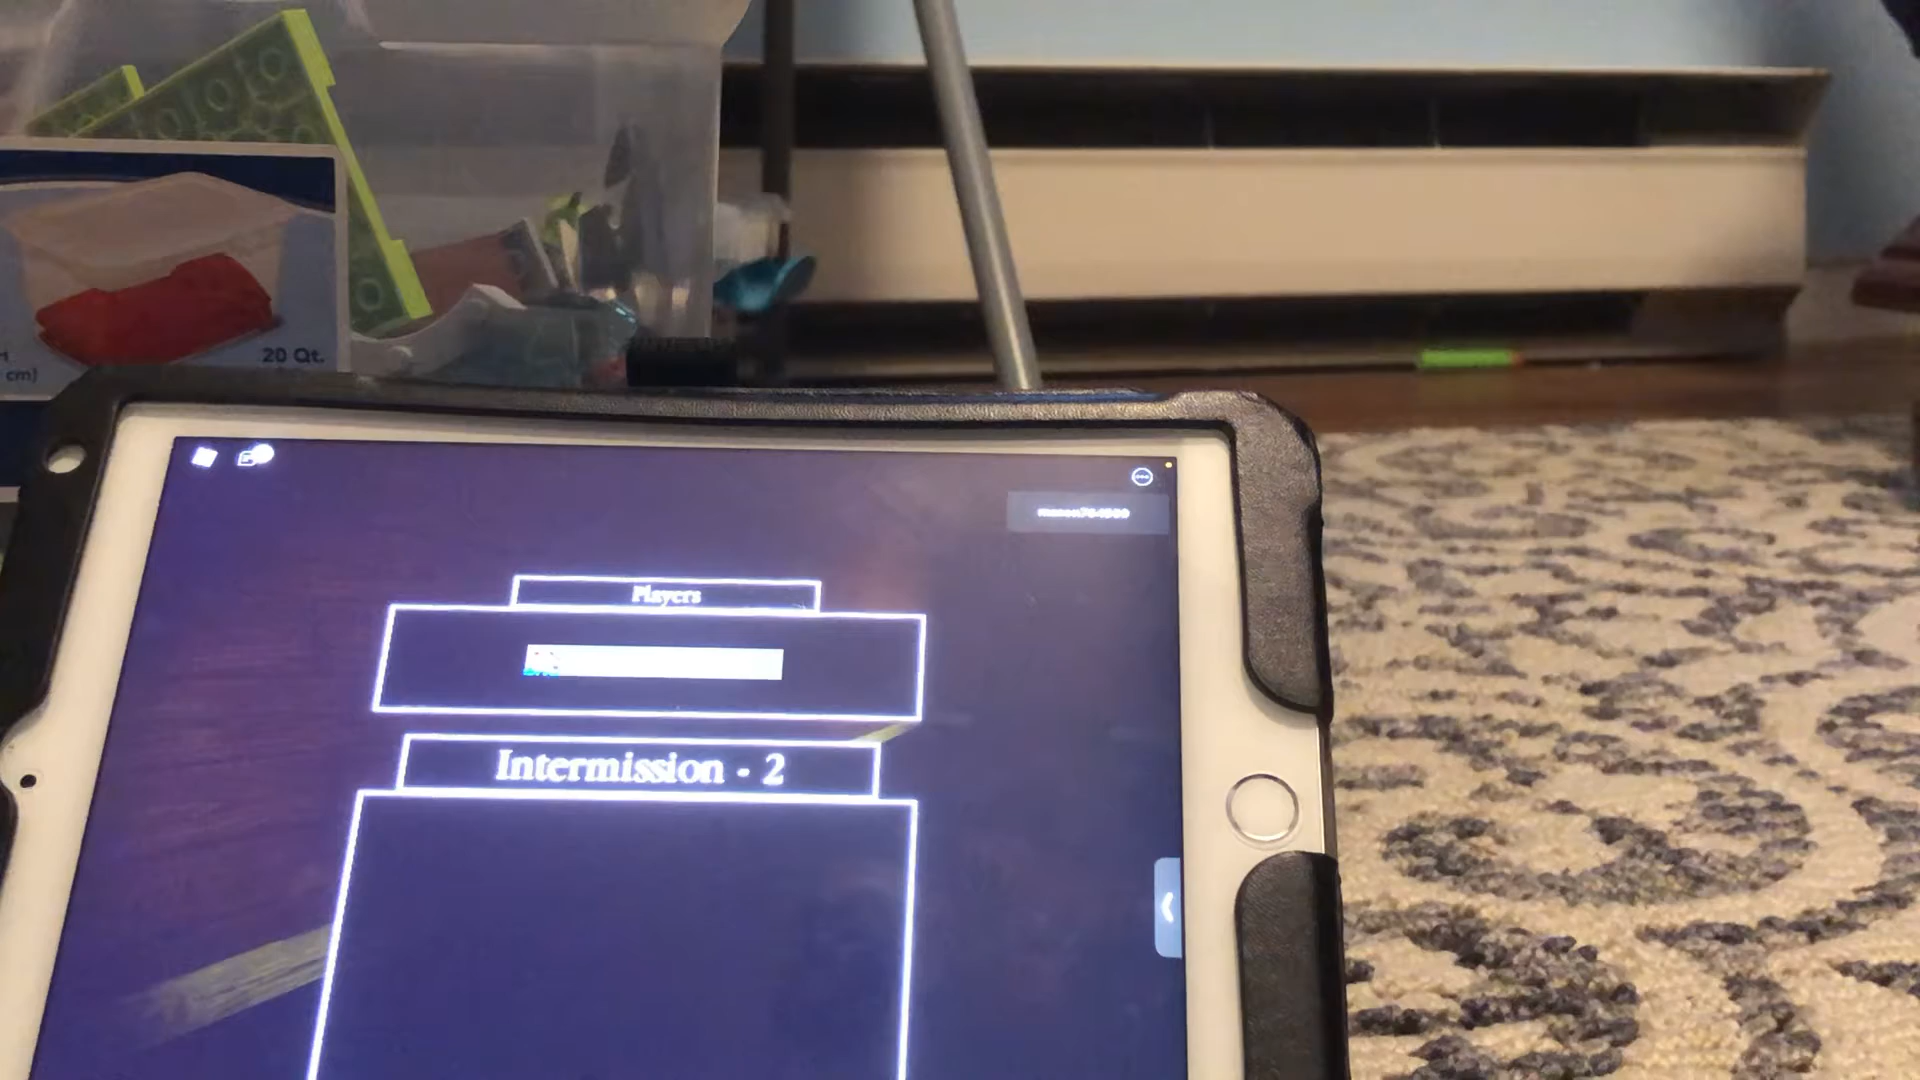 20 Qt.
cm)
Players
Intermission - 2